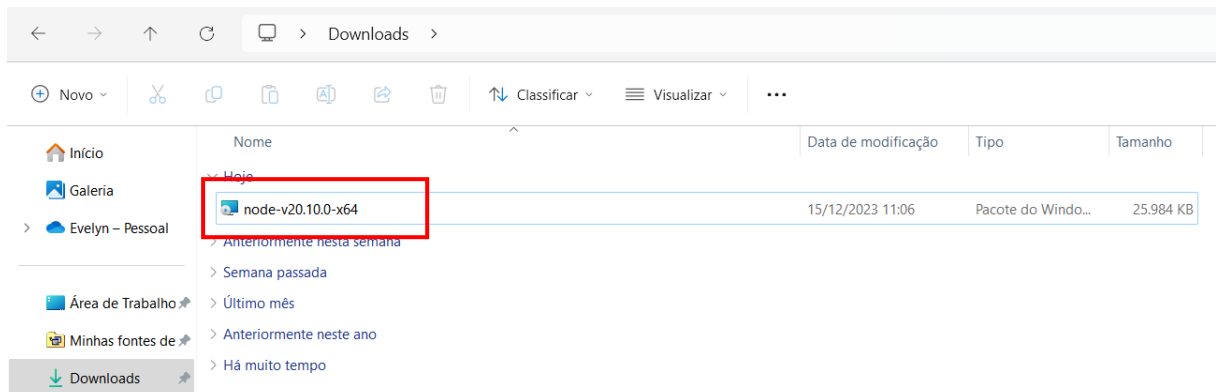 Downloads
Novo
Classificar
Visualizar
Início
Galeria
Evelyn – Pessoal
Área de Trabalho
Minhas fontes de
Downloads
Nome Data de modificação Tipo Tamanho
Hoje
node-v20.10.0-x64 15/12/2023 11:06 Pacote do Windo... 25.984 KB
Anteriormente nesta semana
Semana passada
Último mês
Anteriormente neste ano
Há muito tempo